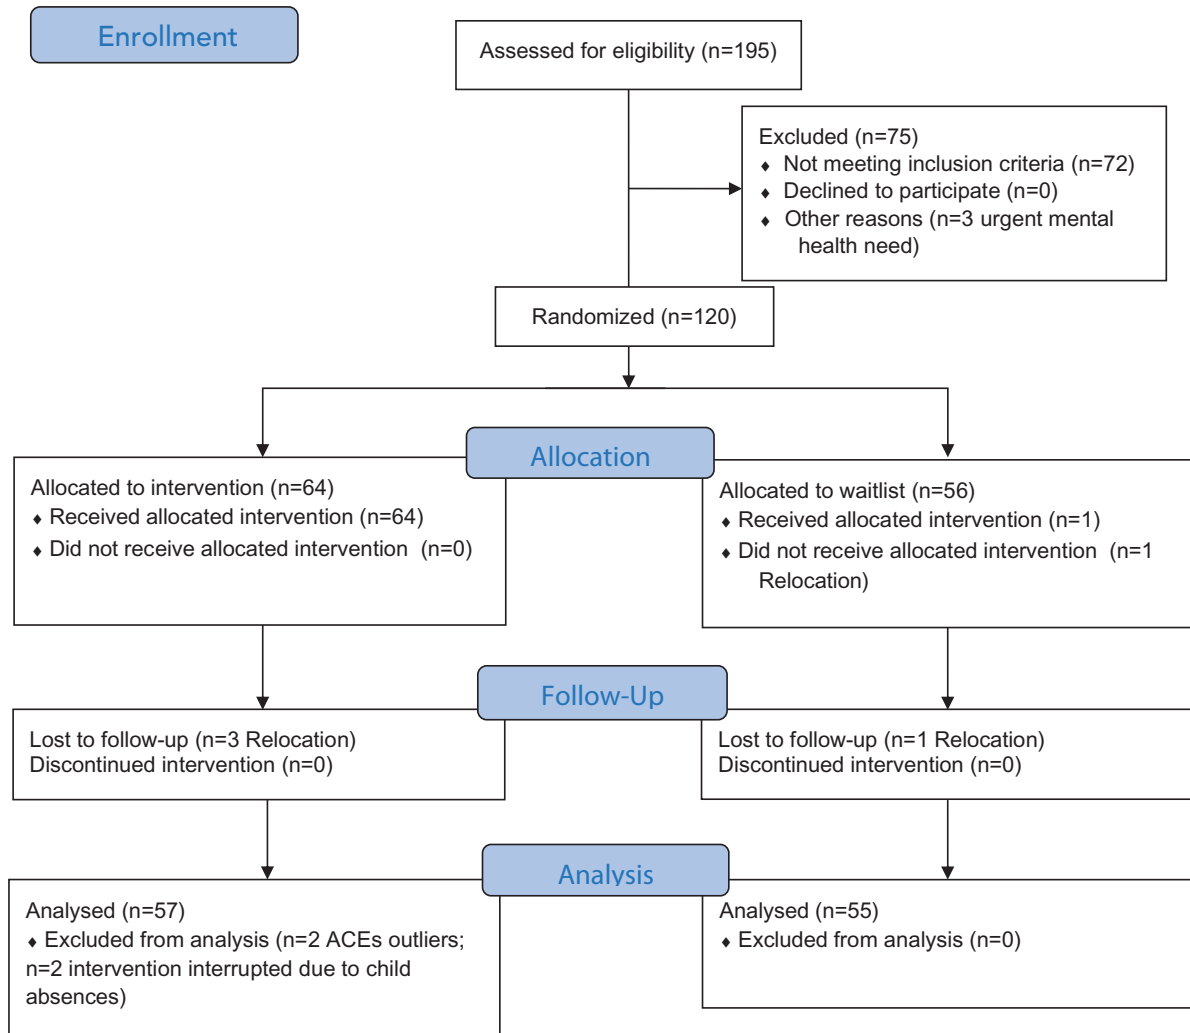 Enrollment
Assessed for eligibility (n=195)
Excluded (n=75)
♦ Not meeting inclusion criteria (n=72)
♦ Declined to participate (n=0)
♦ Other reasons (n=3 urgent mental
health need)
Randomized (n=120)
Allocation
Allocated to intervention (n=64)
♦ Received allocated intervention (n=64)
♦ Did not receive allocated intervention (n=0)
Allocated to waitlist (n=56)
♦ Received allocated intervention (n=1)
♦ Did not receive allocated intervention (n=1
Relocation)
Follow-Up
Lost to follow-up (n=3 Relocation)
Discontinued intervention (n=0)
Lost to follow-up (n=1 Relocation)
Discontinued intervention (n=0)
Analysis
Analysed (n=57)
♦ Excluded from analysis (n=2 ACEs outliers;
n=2 intervention interrupted due to child
absences)
Analysed (n=55)
♦ Excluded from analysis (n=0)